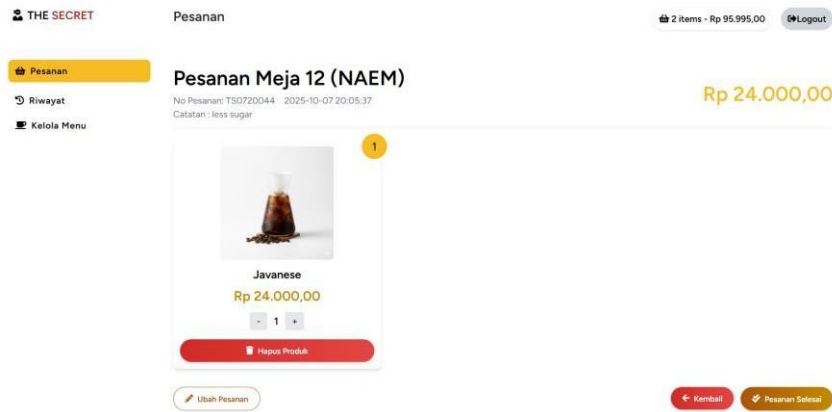 THE SECRET
Pesanan
2 items - Rp 95.995,00
Logout
Pesanan
Riwayat
Kelola Menu
Pesanan Meja 12 (NAEM)
Rp 24.000,00
No Pesanan: TS0720044 2025-10-07 20:05:37
Catatan : less sugar
1
Javanese
Rp 24.000,00
- 1 +
Hapus Produk
Ubah Pesanan
Kembali
Pesanan Selesai